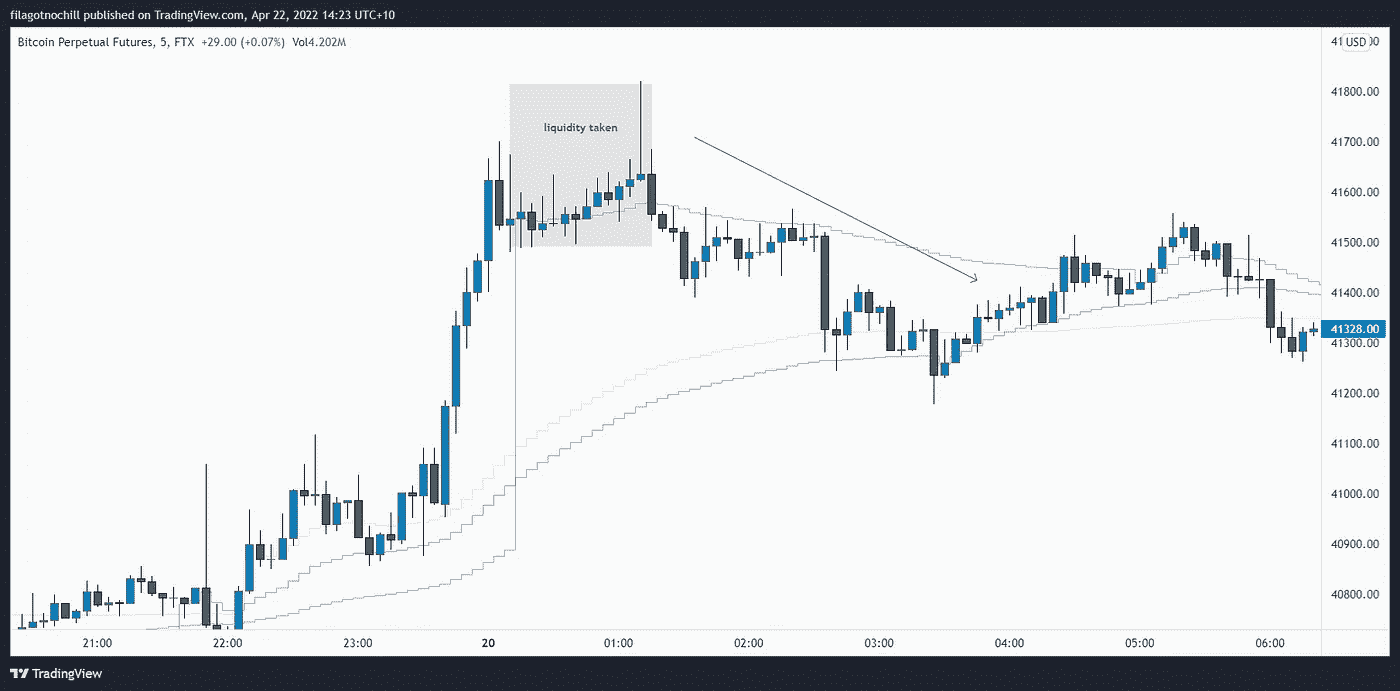 filagotnochill published on TradingView.com, Apr 22, 2022 14:23 UTC+10
Bitcoin Perpetual Futures, 5, FTX +29.00 (+0.07%) Vol4.202M
USD
liquidity taken
41800.00
41700.00
41600.00
41500.00
41400.00
41328.00
41300.00
41200.00
41100.00
41000.00
40900.00
40800.00
21:00 22:00 23:00 20 01:00 02:00 03:00 04:00 05:00 06:00
TradingView